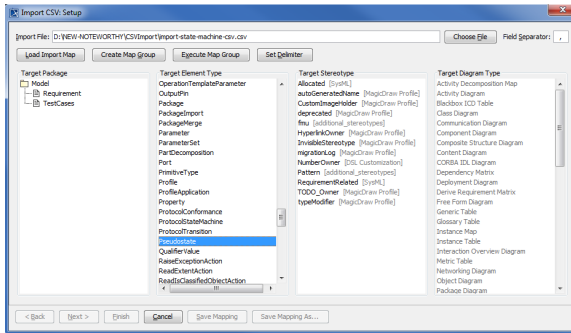 Import CSV: Setup
Import File: D:\NEW-NOTEWORTHY\CSVImport\import-state-machine-csv.csv Choose File Field Separator: ,
Load Import Map Create Map Group Execute Map Group Set Delimiter
Target Package
Model
Requirement
TestCases
Target Element Type
OperationTemplateParameter
OutputPin
Package
PackageImport
PackageMerge
Parameter
ParameterSet
PartDecomposition
Port
PrimitiveType
Profile
ProfileApplication
Property
ProtocolConformance
ProtocolStateMachine
ProtocolTransition
Pseudostate
QualifierValue
RaiseExceptionAction
ReadExtentAction
ReadIsClassifiedObjectAction
Target Stereotype
Allocated [SysML]
autoGeneratedName [MagicDraw Profile]
CustomImageHolder [MagicDraw Profile]
deprecated [MagicDraw Profile]
fmu [additional_stereotypes]
HyperlinkOwner [MagicDraw Profile]
InvisibleStereotype [MagicDraw Profile]
migrationLog [MagicDraw Profile]
NumberOwner [DSL Customization]
Pattern [additional_stereotypes]
RequirementRelated [SysML]
TODO_Owner [MagicDraw Profile]
typeModifier [MagicDraw Profile]
Target Diagram Type
Activity Decomposition Map
Activity Diagram
Blackbox ICD Table
Class Diagram
Communication Diagram
Component Diagram
Composite Structure Diagram
Content Diagram
CORBA IDL Diagram
Dependency Matrix
Deployment Diagram
Derive Requirement Matrix
Free Form Diagram
Generic Table
Glossary Table
Instance Map
Instance Table
Interaction Overview Diagram
Metric Table
Networking Diagram
Object Diagram
Package Diagram
< Back Next > Finish Cancel Save Mapping Save Mapping As...